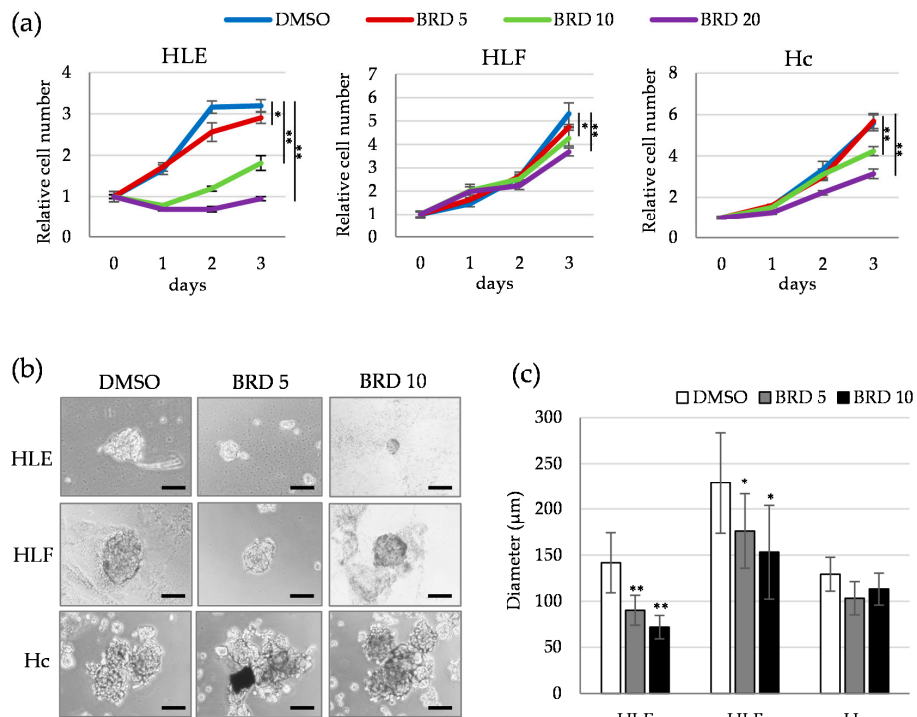 (a)
DMSO BRD 5 BRD 10 BRD 20
HLE
Relative cell number
4
3
2
1
0
0 1 2 3
days
*
**
**
HLF
Relative cell number
7
6
5
4
3
2
1
0
0 1 2 3
days
*
**
Hc
Relative cell number
10
8
6
4
2
0
0 1 2 3
days
**
**
(b)
DMSO BRD 5 BRD 10
HLE
HLF
Hc
(c)
DMSO BRD 5 BRD 10
Diameter (µm)
300
250
200
150
100
50
0
** **
* *